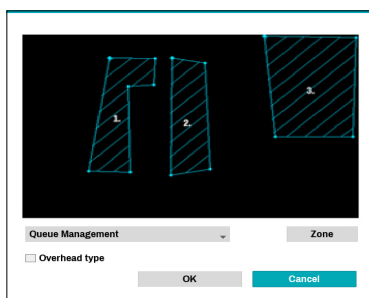 1.
2.
3.
Queue Management
Zone
Overhead type
OK
Cancel